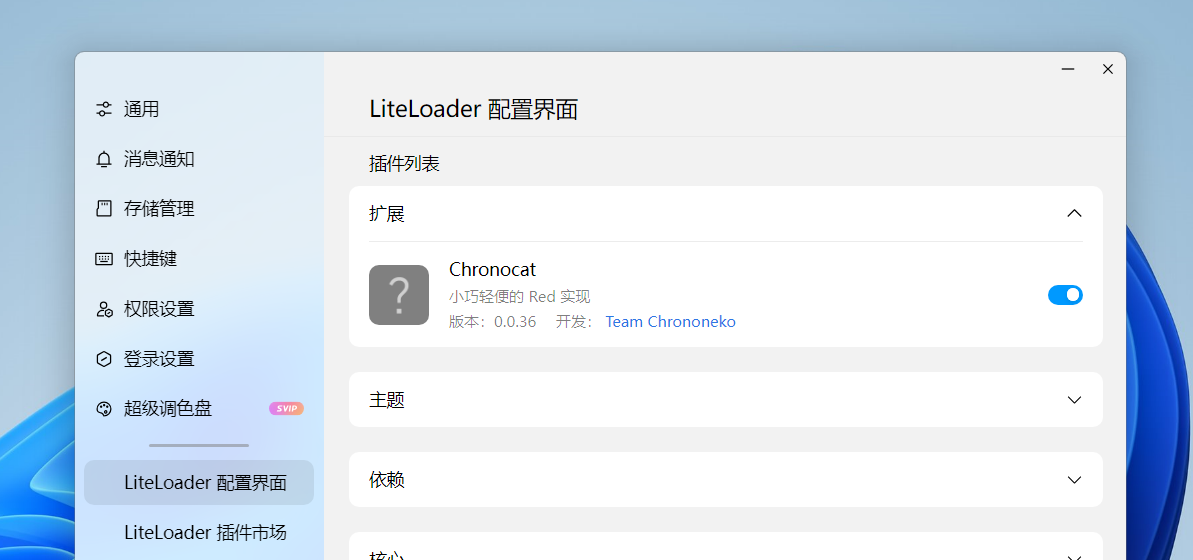 通用
消息通知
存储管理
快捷键
权限设置
登录设置
超级调色盘 SVIP
LiteLoader 配置界面
LiteLoader 插件市场
LiteLoader 配置界面
插件列表
扩展
?
Chronocat
小巧轻便的 Red 实现
版本：0.0.36 开发： Team Chrononeko
主题
依赖
核心